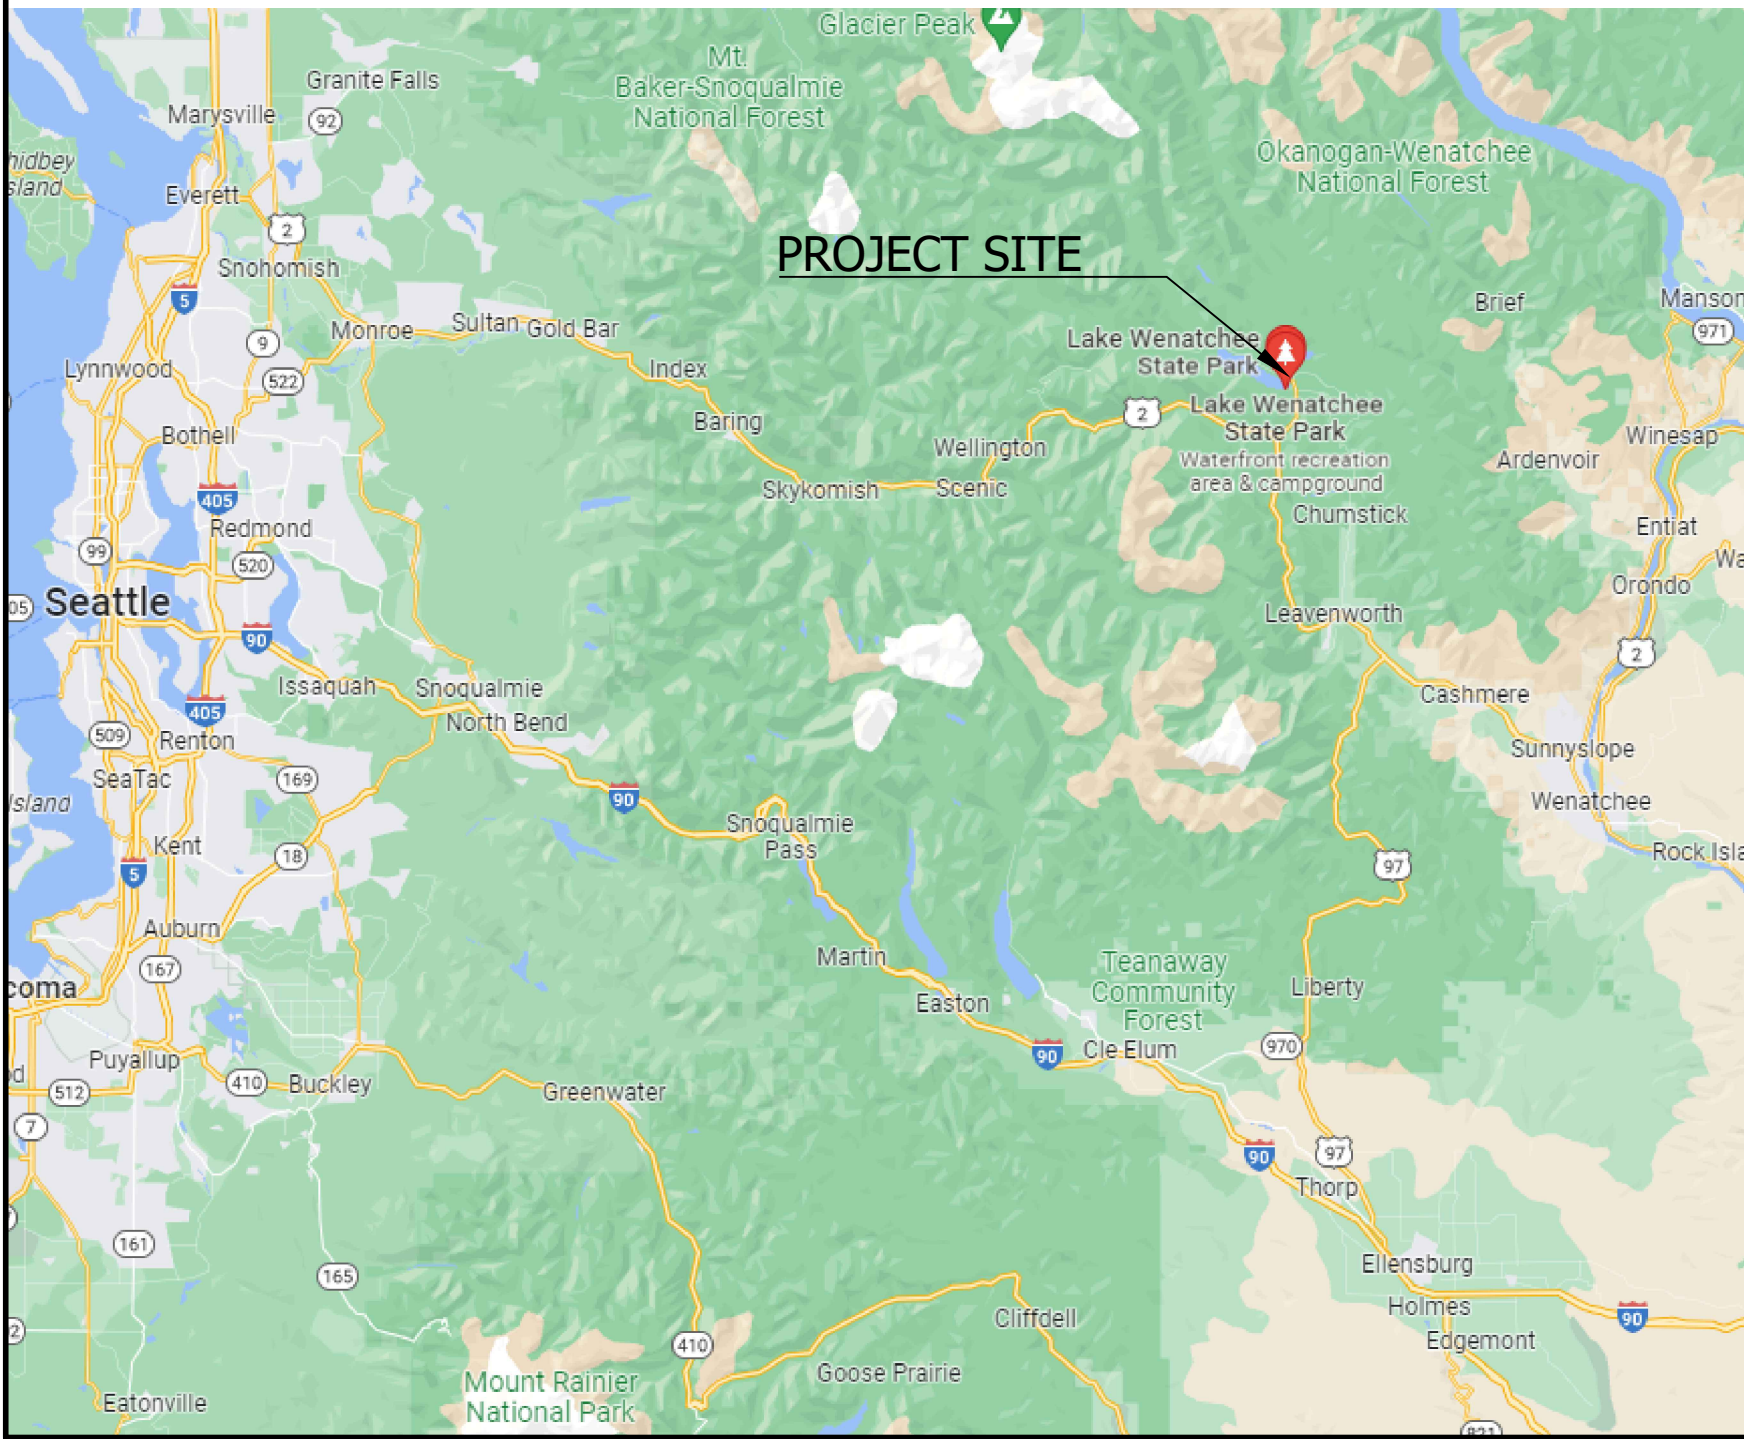 Glacier Peak
Mt.
Baker-Snoqualmie
National Forest
Granite Falls
92
Marysville
Okanogan-Wenatchee
National Forest
Everett
2
PROJECT SITE
Snohomish
5
Brief
Manson
971
Monroe
Sultan
Gold Bar
9
Lake Wenatchee
State Park
Lynnwood
Index
522
2
Lake Wenatchee
State Park
Waterfront recreation
area & campground
Baring
Bothell
Wellington
Winesap
Ardenvoir
Skykomish
Scenic
405
Chumstick
Redmond
Entiat
99
520
Orondo
Seattle
Leavenworth
90
2
Issaquah
Snoqualmie
Cashmere
405
North Bend
509
Renton
Sunnyslope
SeaTac
169
90
Wenatchee
Island
Snoqualmie
Pass
Kent
18
Rock Isla
97
5
Auburn
Martin
167
Teanaway
Community
Forest
Liberty
coma
Easton
90
Cle Elum
970
Puyallup
410
Buckley
Greenwater
512
7
90
97
Thorp
161
165
Ellensburg
Holmes
90
Cliffdell
Edgemont
410
Goose Prairie
Mount Rainier
National Park
Eatonville